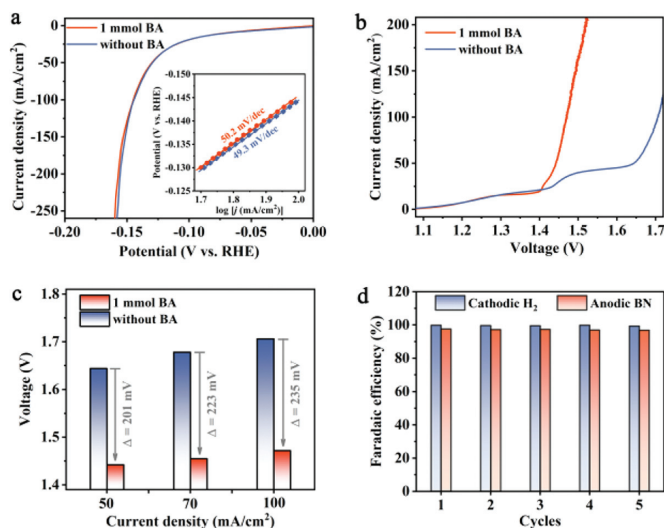 a
1 mmol BA
without BA
0
-50
-100
-150
-200
-250
Current density (mA/cm²)
-0.20
-0.15
-0.10
-0.05
0.00
Potential (V vs. RHE)
-0.150
-0.145
-0.140
-0.135
-0.130
-0.125
Potential (V vs. RHE)
50.2 mV/dec
49.3 mV/dec
1.7
1.8
1.9
2.0
log [j (mA/cm²)]
b
1 mmol BA
without BA
200
150
100
50
0
Current density (mA/cm²)
1.1
1.2
1.3
1.4
1.5
1.6
1.7
Voltage (V)
c
1 mmol BA
without BA
1.8
1.7
1.6
1.5
1.4
Voltage (V)
Δ = 201 mV
Δ = 223 mV
Δ = 235 mV
50
70
100
Current density (mA/cm²)
d
Cathodic H₂
Anodic BN
120
100
80
60
40
20
0
Faradaic efficiency (%)
1
2
3
4
5
Cycles